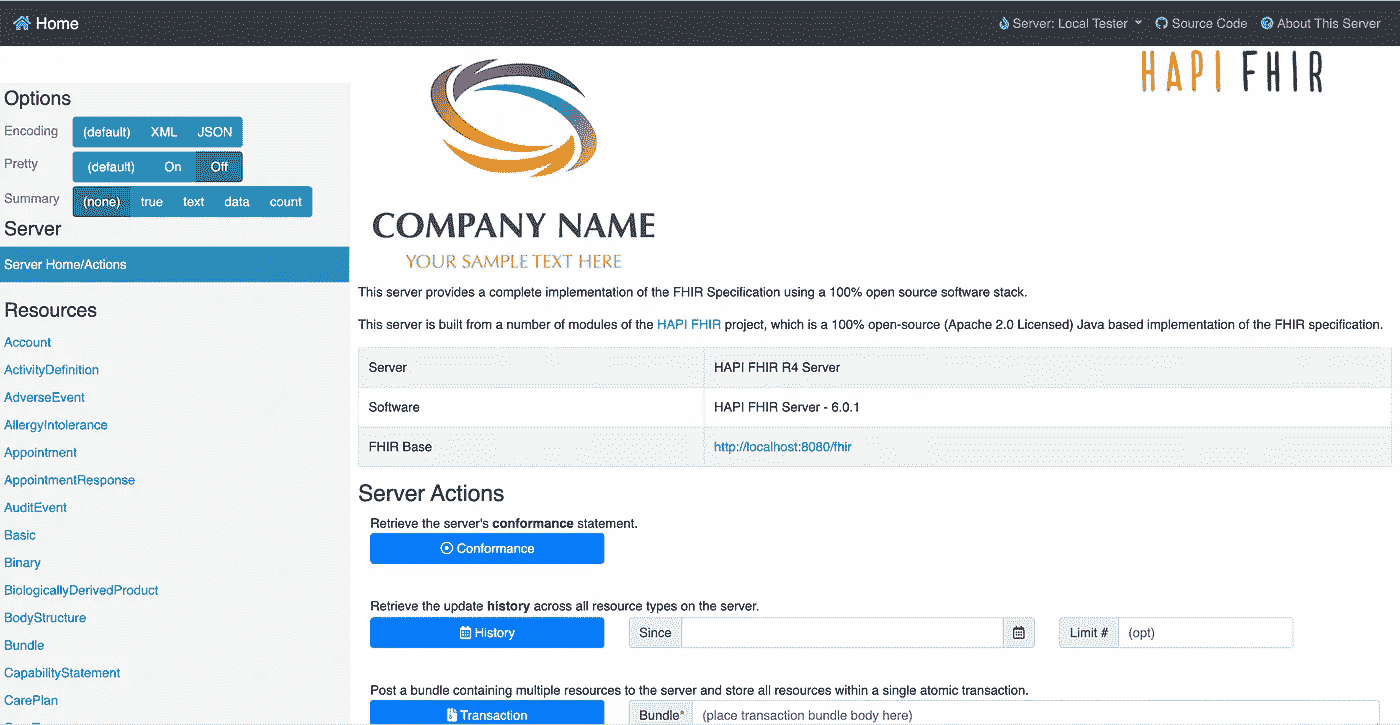 Home
Server: Local Tester
Source Code
About This Server
HAPI FHIR
Options
Encoding (default) XML JSON
Pretty (default) On Off
Summary (none) true text data count
Server
Server Home/Actions
Resources
Account
ActivityDefinition
AdverseEvent
AllergyIntolerance
Appointment
AppointmentResponse
AuditEvent
Basic
Binary
BiologicallyDerivedProduct
BodyStructure
Bundle
CapabilityStatement
CarePlan
COMPANY NAME
YOUR SAMPLE TEXT HERE
This server provides a complete implementation of the FHIR Specification using a 100% open source software stack.
This server is built from a number of modules of the HAPI FHIR project, which is a 100% open-source (Apache 2.0 Licensed) Java based implementation of the FHIR specification.
Server HAPI FHIR R4 Server
Software HAPI FHIR Server - 6.0.1
FHIR Base http://localhost:8080/fhir
Server Actions
Retrieve the server's conformance statement.
Conformance
Retrieve the update history across all resource types on the server.
History Since Limit # (opt)
Post a bundle containing multiple resources to the server and store all resources within a single atomic transaction.
Transaction Bundle* (place transaction bundle body here)